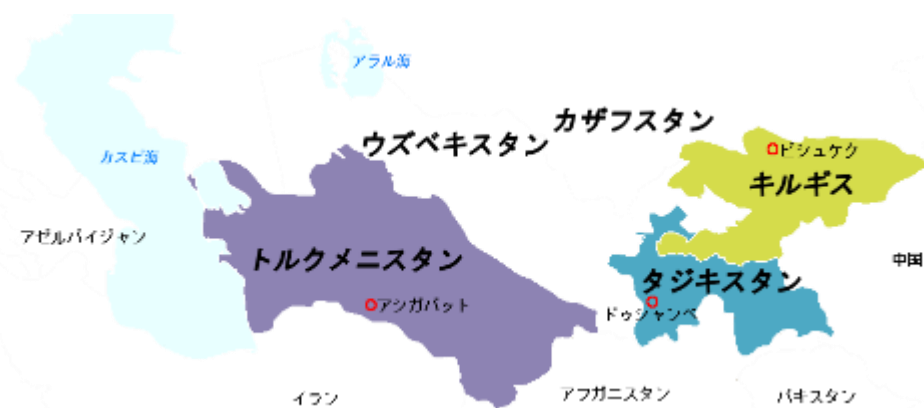 アラル海
カザフスタン
ウズベキスタン
ビシュケク
カスピ海
キルギス
アゼルバイジャン
トルクメニスタン
中国
タジキスタン
アシガバット
ドゥシャンベ
イラン
アフガニスタン
パキスタン